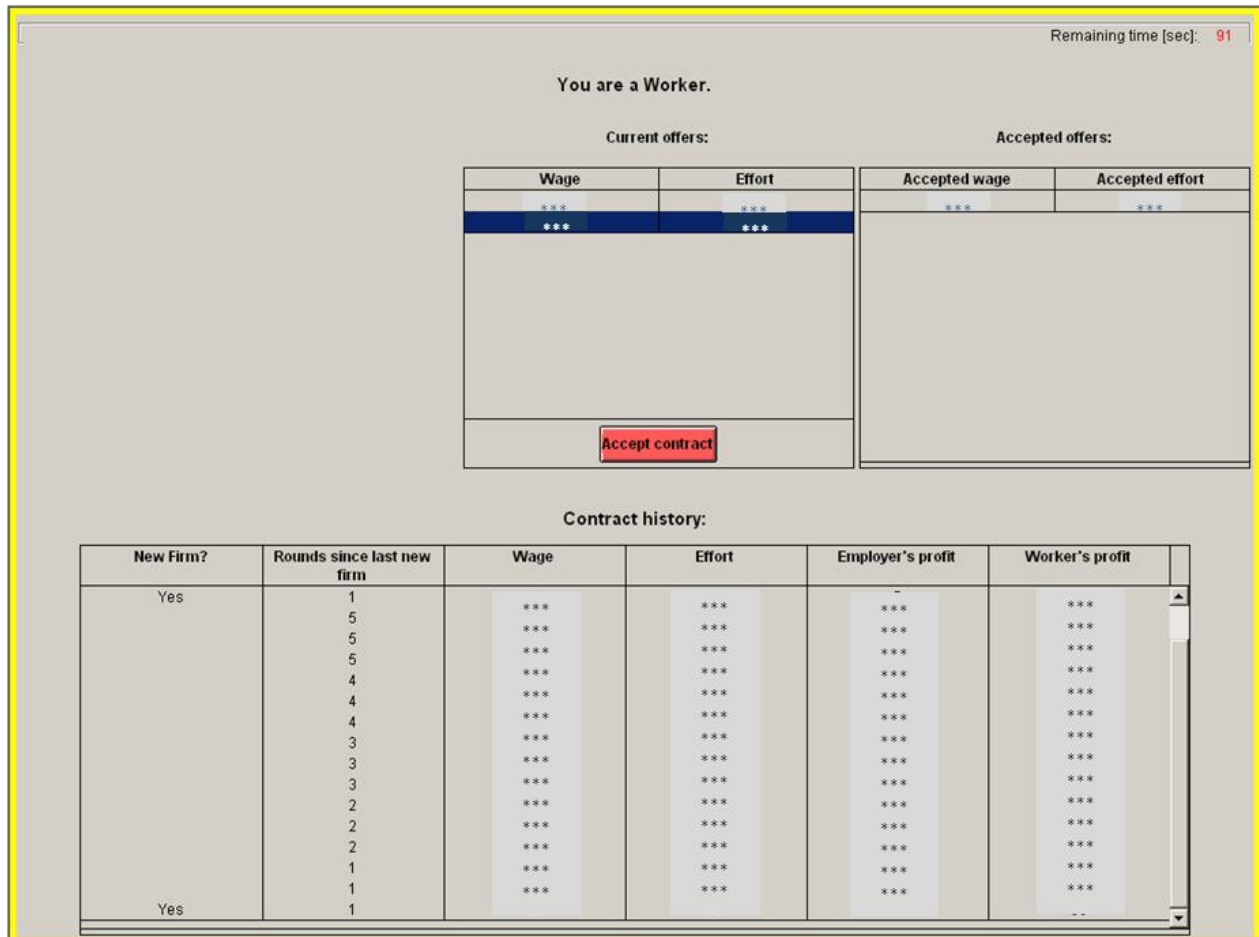 Remaining time [sec]: 91
You are a Worker.
Current offers: Accepted offers:
Wage Effort Accepted wage Accepted effort
*** *** *** ***
*** ***
Accept contract
Contract history:
New Firm? Rounds since last new firm Wage Effort Employer's profit Worker's profit
Yes 1 *** *** *** ***
5 *** *** *** ***
5 *** *** *** ***
5 *** *** *** ***
4 *** *** *** ***
4 *** *** *** ***
4 *** *** *** ***
3 *** *** *** ***
3 *** *** *** ***
3 *** *** *** ***
2 *** *** *** ***
2 *** *** *** ***
2 *** *** *** ***
1 *** *** *** ***
1 *** *** *** ***
Yes 1